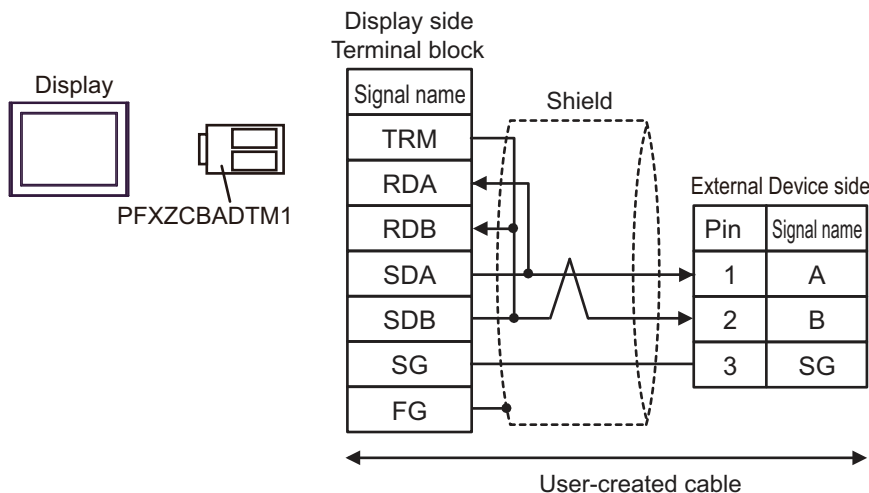 Display side
Terminal block
Display
PFXZCBADTM1
Signal name
TRM
RDA
RDB
SDA
SDB
SG
FG
Shield
External Device side
Pin Signal name
1 A
2 B
3 SG
User-created cable